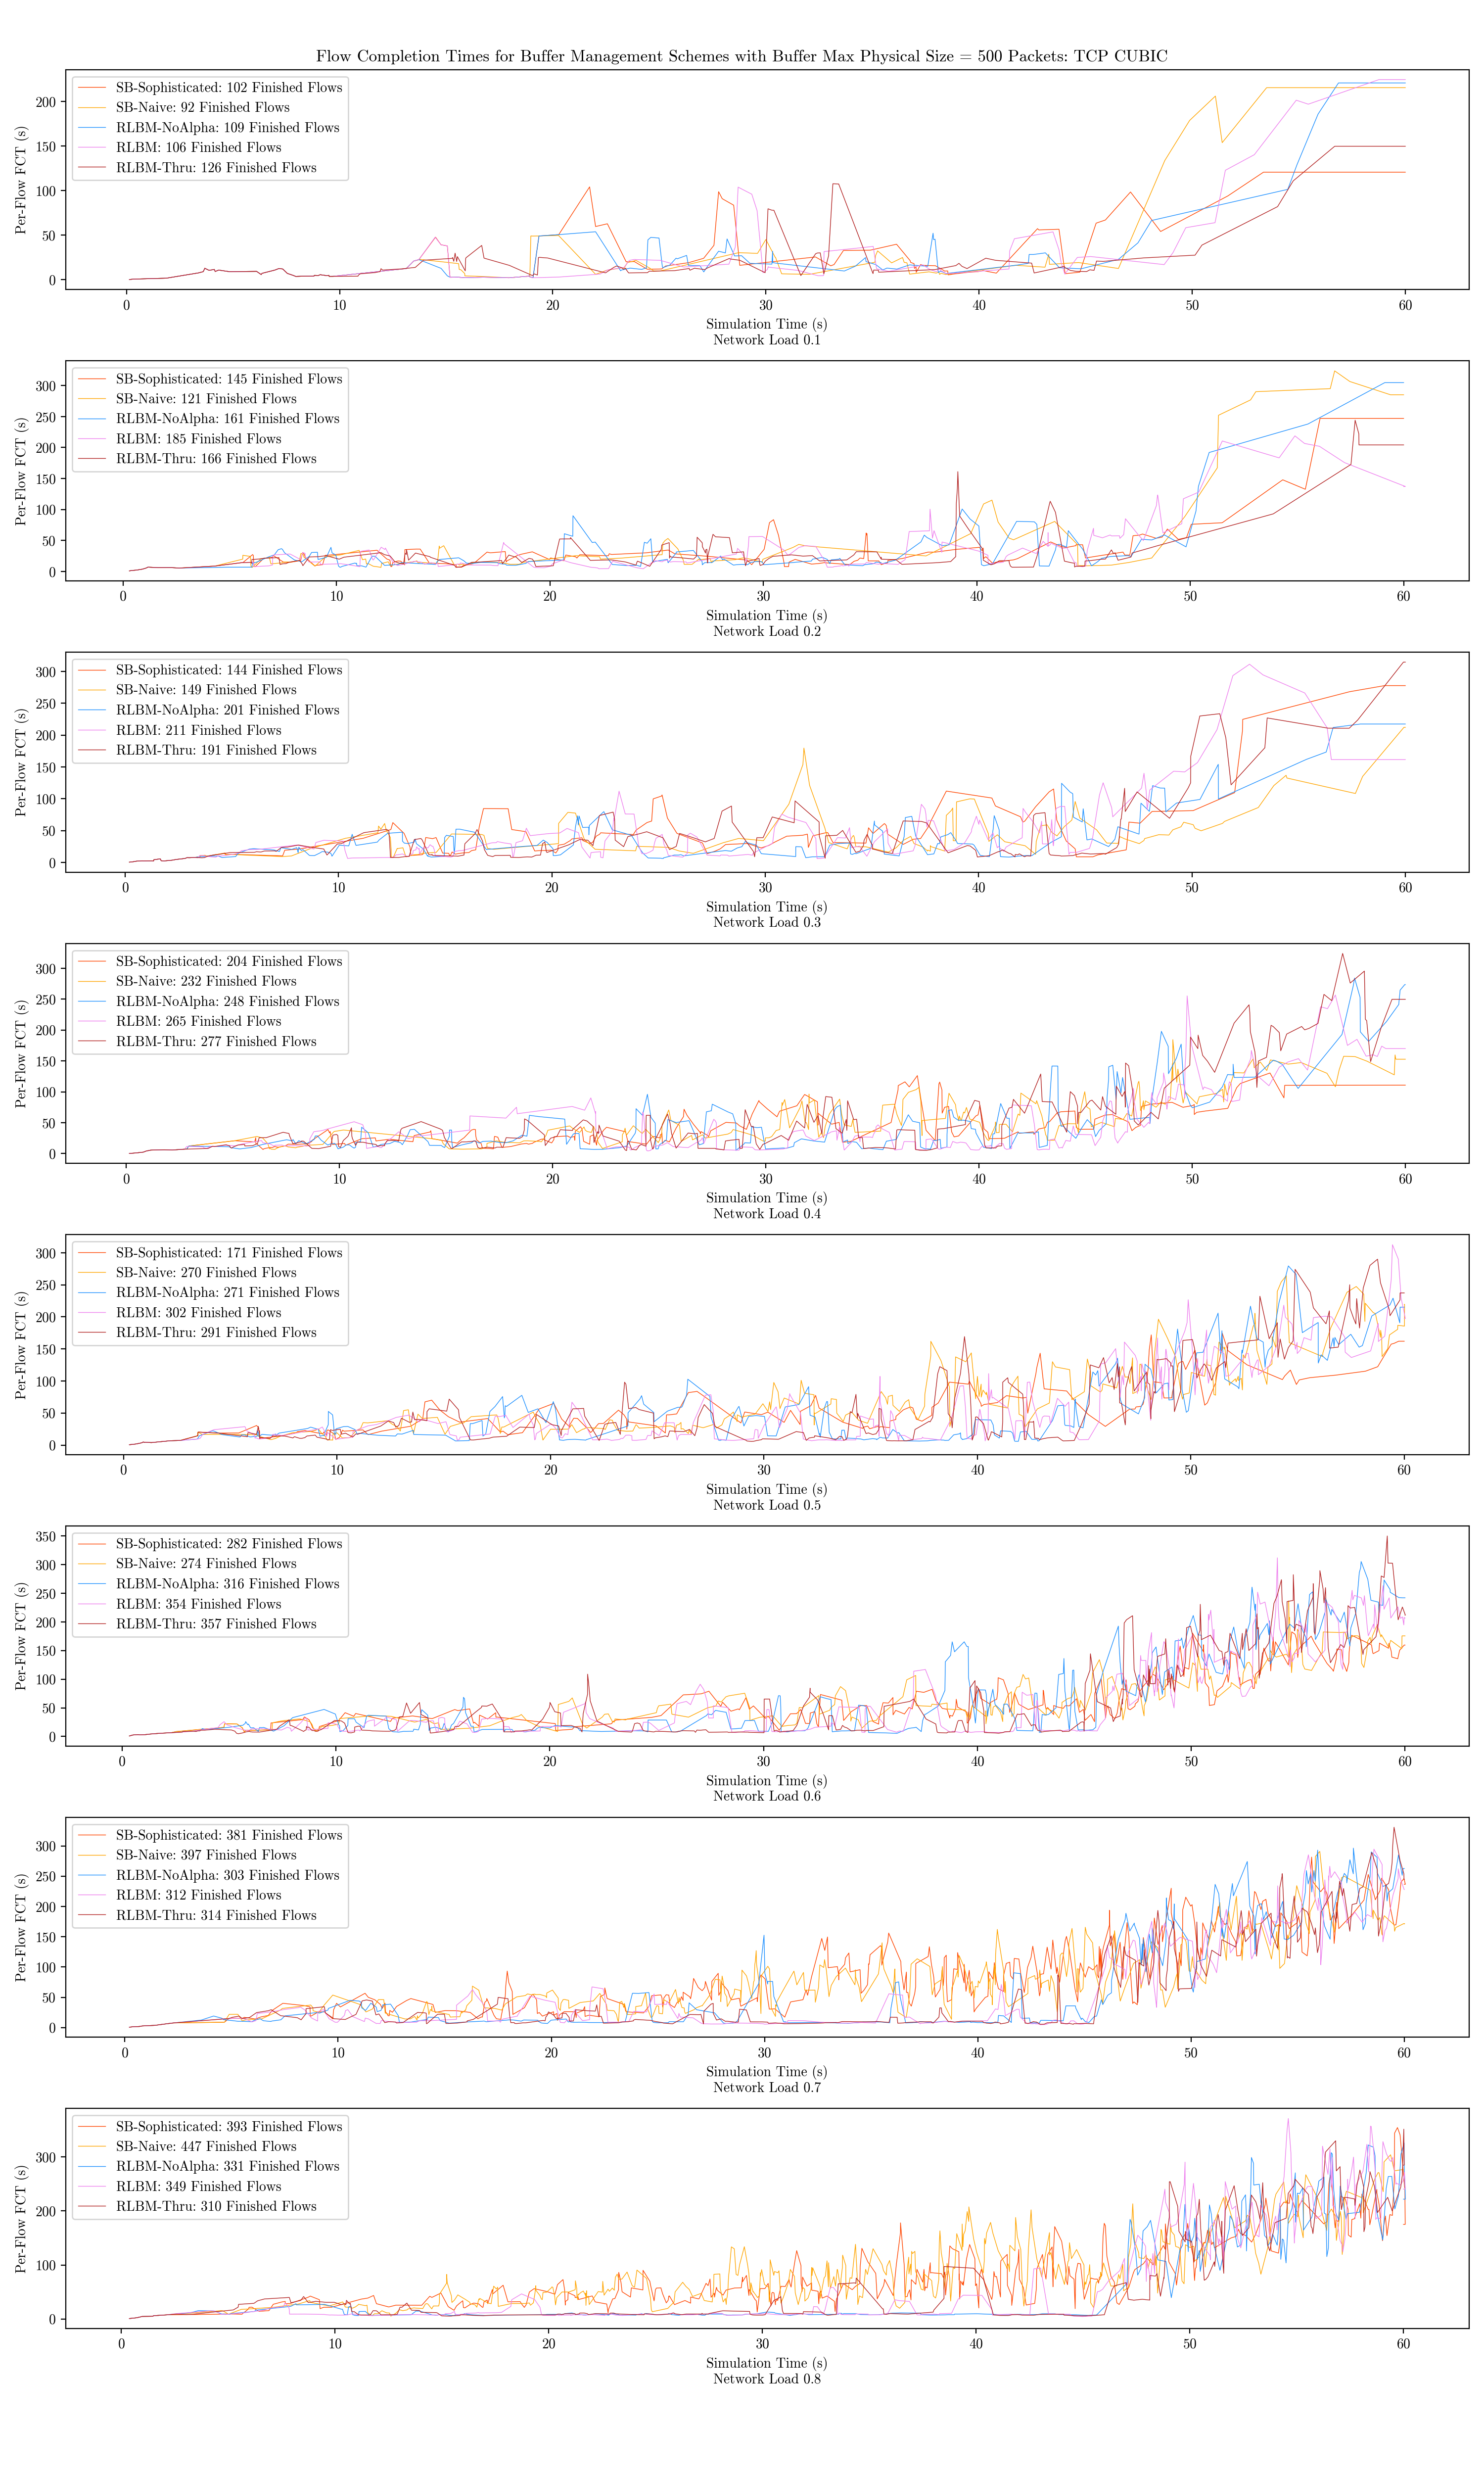 Flow Completion Times for Buffer Management Schemes with Buffer Max Physical Size = 500 Packets: TCP CUBIC
SB-Sophisticated: 102 Finished Flows
SB-Naive: 92 Finished Flows
RLBM-NoAlpha: 109 Finished Flows
RLBM: 106 Finished Flows
RLBM-Thru: 126 Finished Flows
Per-Flow FCT (s)
200
150
100
50
0
0 10 20 30 40 50 60
Simulation Time (s)
Network Load 0.1
SB-Sophisticated: 145 Finished Flows
SB-Naive: 121 Finished Flows
RLBM-NoAlpha: 161 Finished Flows
RLBM: 185 Finished Flows
RLBM-Thru: 166 Finished Flows
Per-Flow FCT (s)
300
250
200
150
100
50
0
0 10 20 30 40 50 60
Simulation Time (s)
Network Load 0.2
SB-Sophisticated: 144 Finished Flows
SB-Naive: 149 Finished Flows
RLBM-NoAlpha: 201 Finished Flows
RLBM: 211 Finished Flows
RLBM-Thru: 191 Finished Flows
Per-Flow FCT (s)
300
250
200
150
100
50
0
0 10 20 30 40 50 60
Simulation Time (s)
Network Load 0.3
SB-Sophisticated: 204 Finished Flows
SB-Naive: 232 Finished Flows
RLBM-NoAlpha: 248 Finished Flows
RLBM: 265 Finished Flows
RLBM-Thru: 277 Finished Flows
Per-Flow FCT (s)
300
250
200
150
100
50
0
0 10 20 30 40 50 60
Simulation Time (s)
Network Load 0.4
SB-Sophisticated: 171 Finished Flows
SB-Naive: 270 Finished Flows
RLBM-NoAlpha: 271 Finished Flows
RLBM: 302 Finished Flows
RLBM-Thru: 291 Finished Flows
Per-Flow FCT (s)
300
250
200
150
100
50
0
0 10 20 30 40 50 60
Simulation Time (s)
Network Load 0.5
SB-Sophisticated: 282 Finished Flows
SB-Naive: 274 Finished Flows
RLBM-NoAlpha: 316 Finished Flows
RLBM: 354 Finished Flows
RLBM-Thru: 357 Finished Flows
Per-Flow FCT (s)
350
300
250
200
150
100
50
0
0 10 20 30 40 50 60
Simulation Time (s)
Network Load 0.6
SB-Sophisticated: 381 Finished Flows
SB-Naive: 397 Finished Flows
RLBM-NoAlpha: 303 Finished Flows
RLBM: 312 Finished Flows
RLBM-Thru: 314 Finished Flows
Per-Flow FCT (s)
300
250
200
150
100
50
0
0 10 20 30 40 50 60
Simulation Time (s)
Network Load 0.7
SB-Sophisticated: 393 Finished Flows
SB-Naive: 447 Finished Flows
RLBM-NoAlpha: 331 Finished Flows
RLBM: 349 Finished Flows
RLBM-Thru: 310 Finished Flows
Per-Flow FCT (s)
300
200
100
0
0 10 20 30 40 50 60
Simulation Time (s)
Network Load 0.8